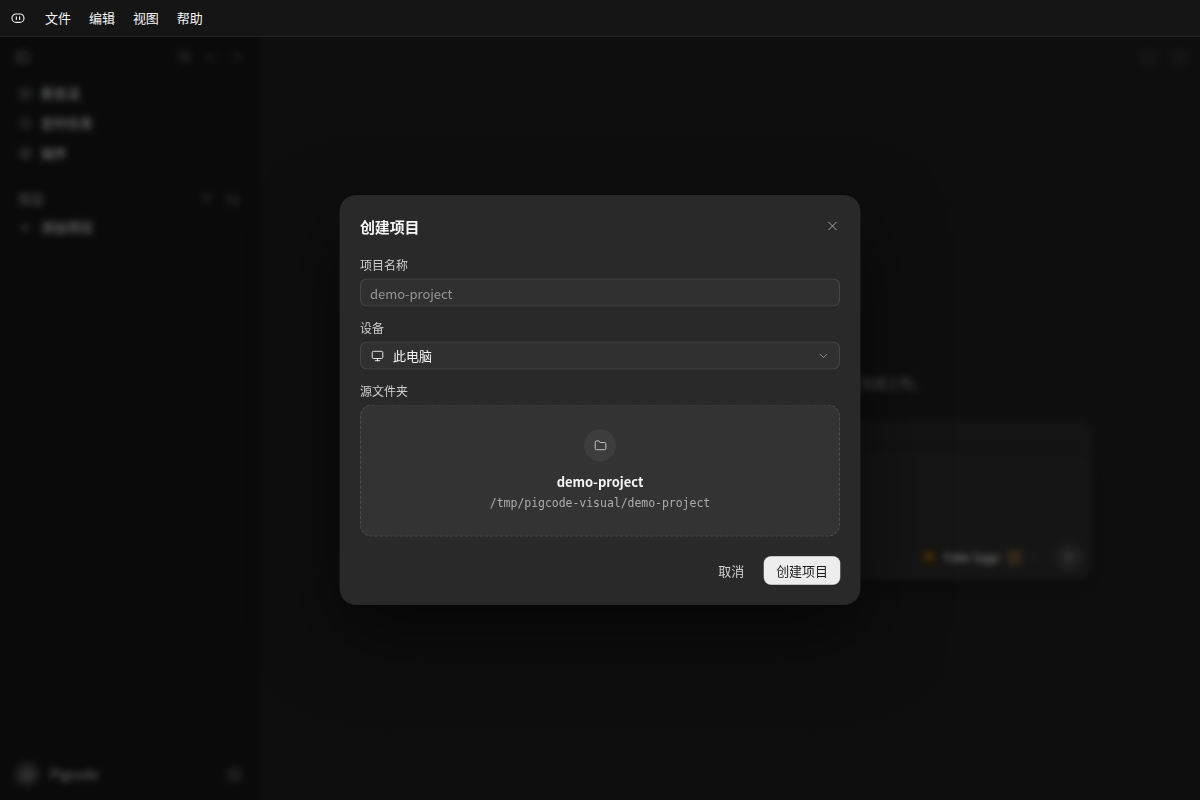 文件 编辑 视图 帮助
创建项目
项目名称
demo-project
设备
此电脑
源文件夹
demo-project
/tmp/pigcode-visual/demo-project
取消 创建项目
Pigcode